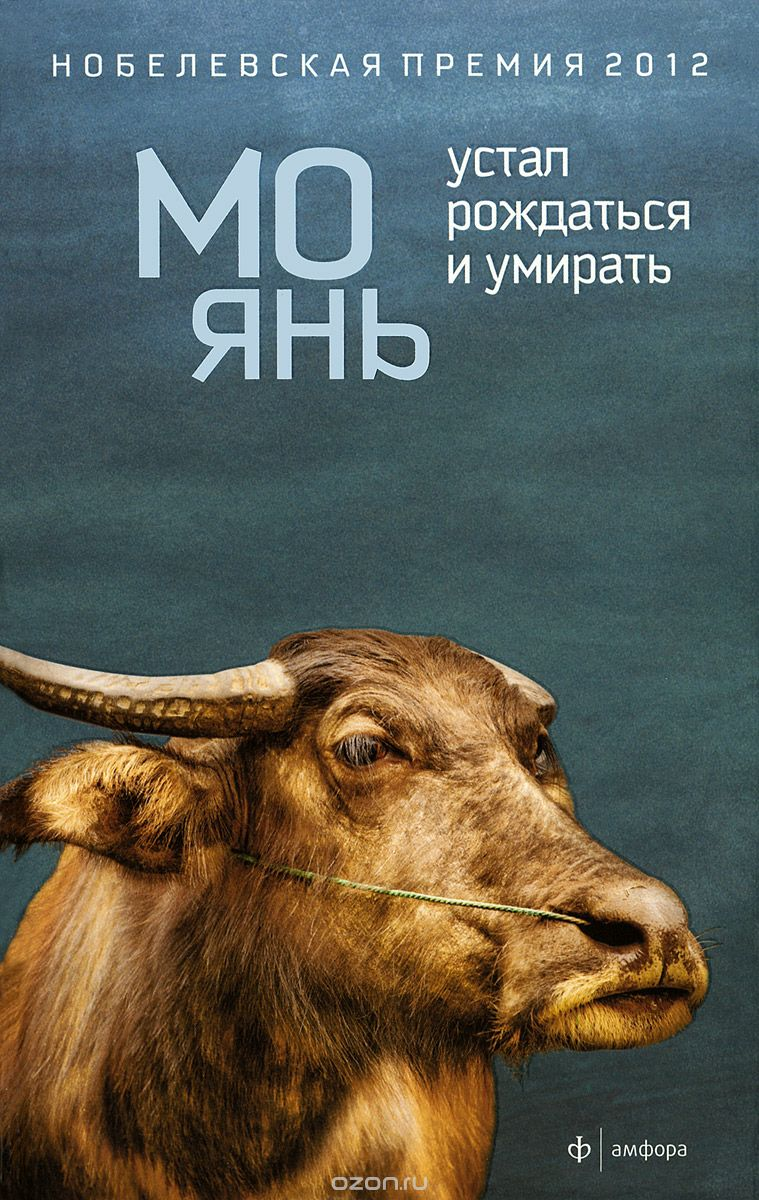 НОБЕЛЕВСКАЯ ПРЕМИЯ 2012
МО
ЯНЬ
устал
рождаться
и умирать
ф | амфора
ozon.ru